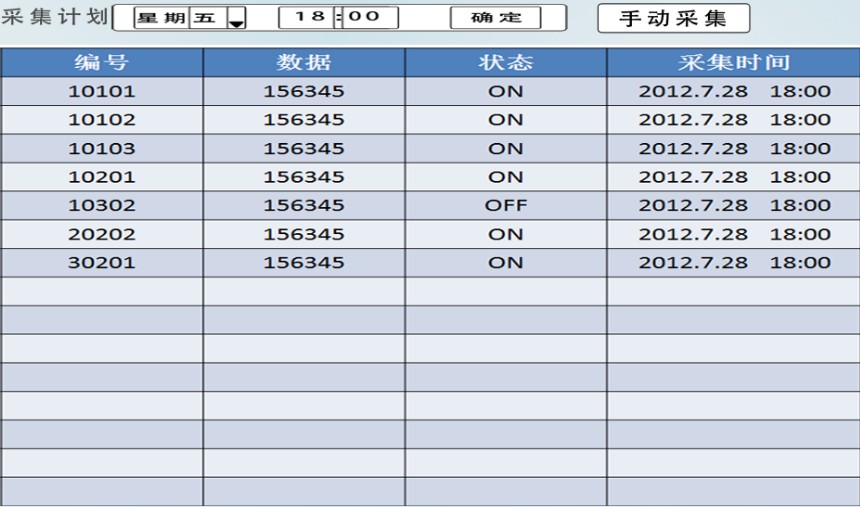 采集计划 星期五 18:00 确定 手动采集
编号 数据 状态 采集时间
10101 156345 ON 2012.7.28 18:00
10102 156345 ON 2012.7.28 18:00
10103 156345 ON 2012.7.28 18:00
10201 156345 ON 2012.7.28 18:00
10302 156345 OFF 2012.7.28 18:00
20202 156345 ON 2012.7.28 18:00
30201 156345 ON 2012.7.28 18:00